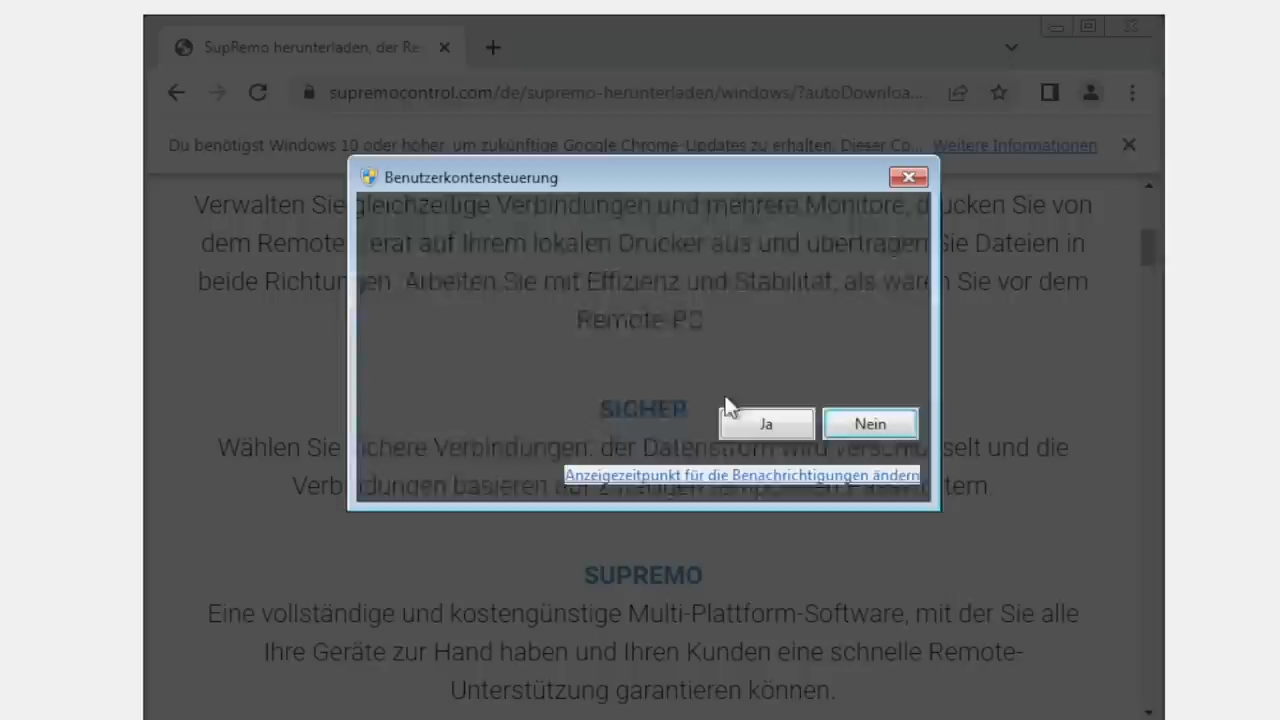 SupRemo herunterladen, der Re
supremocontrol.com/de/supremo-herunterladen/windows/?autoDownloa...
Du benötigst Windows 10 oder höher, um zukünftige Google Chrome-Updates zu erhalten. Dieser Co... Weitere Informationen
Benutzerkontensteuerung
Verwalten Sie gleichzeitige Verbindungen und mehrere Monitore, drucken Sie von
dem Remote-Gerät auf Ihrem lokalen Drucker aus und übertragen Sie Dateien in
beide Richtungen. Arbeiten Sie mit Effizienz und Stabilität, als wären Sie vor dem
Remote-PC
SICHER
Ja
Nein
Wählen Sie sichere Verbindungen: der Datenstrom wird verschlüsselt und die
Anzeigezeitpunkt für die Benachrichtigungen ändern
Verbindungen basieren auf
SUPREMO
Eine vollständige und kostengünstige Multi-Plattform-Software, mit der Sie alle
Ihre Geräte zur Hand haben und Ihren Kunden eine schnelle Remote-
Unterstützung garantieren können.